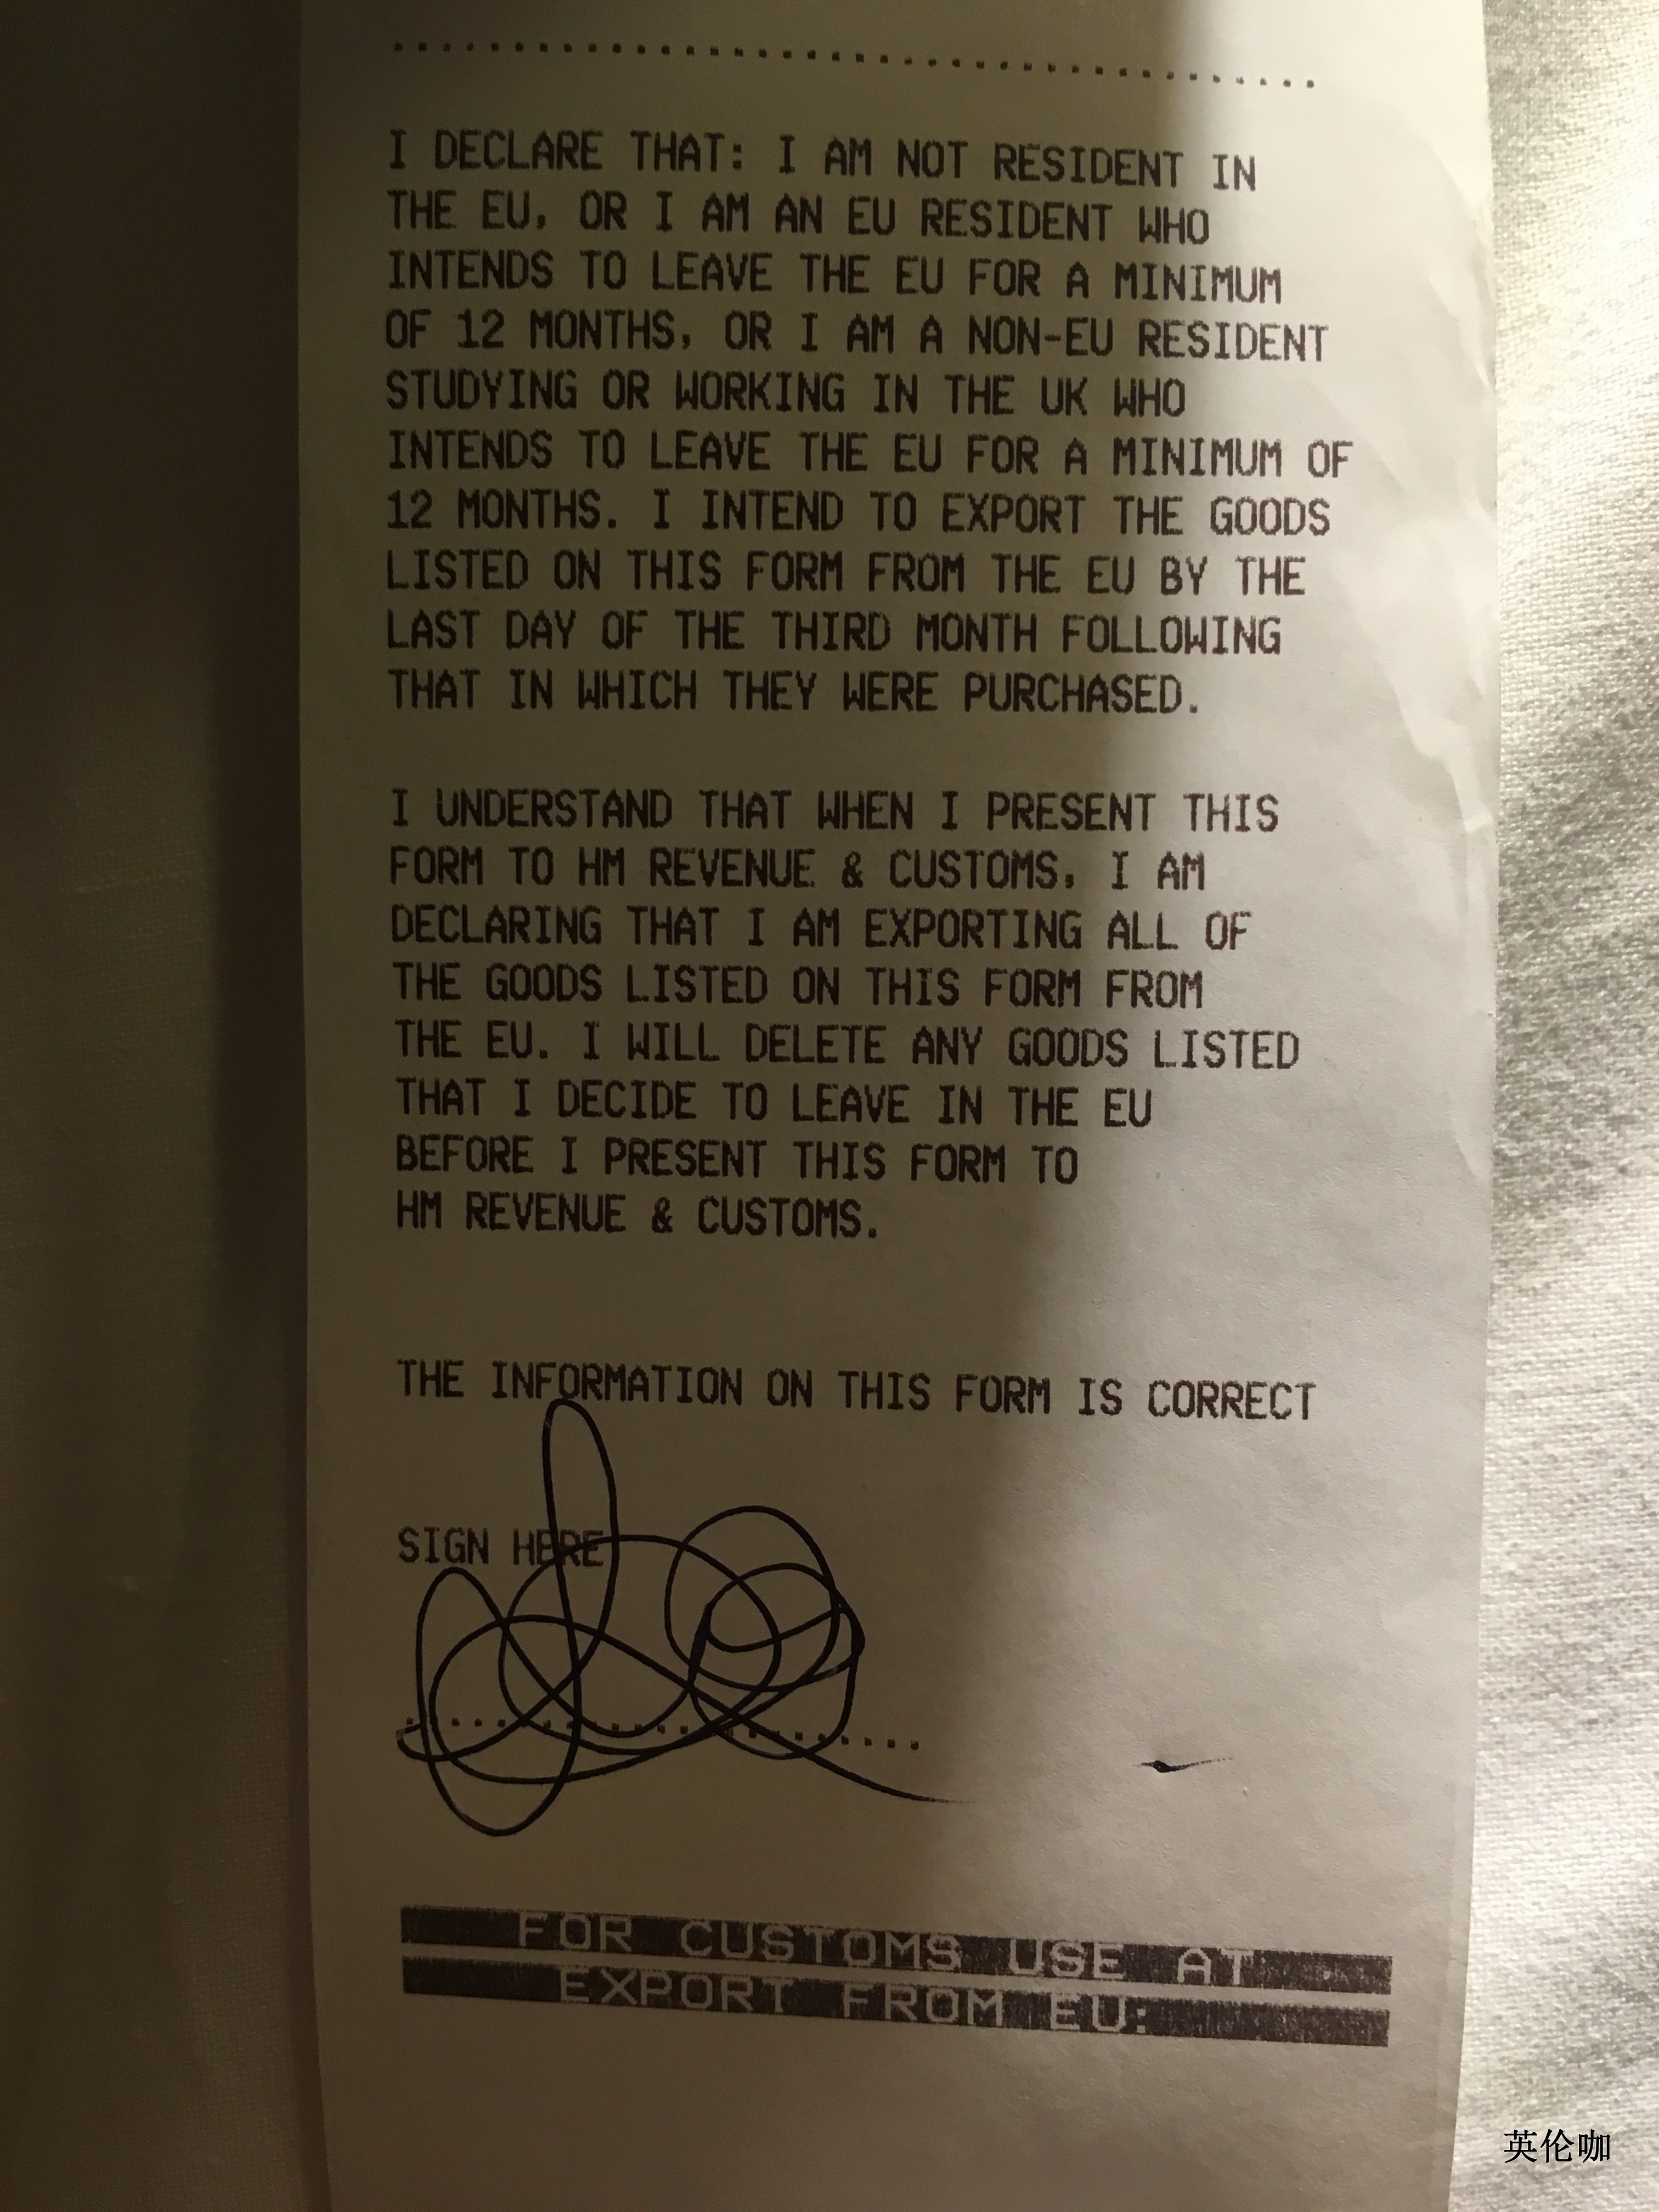 I DECLARE THAT: I AM NOT RESIDENT IN
THE EU, OR I AM AN EU RESIDENT WHO
INTENDS TO LEAVE THE EU FOR A MINIMUM
OF 12 MONTHS, OR I AM A NON-EU RESIDENT
STUDYING OR WORKING IN THE UK WHO
INTENDS TO LEAVE THE EU FOR A MINIMUM OF
12 MONTHS. I INTEND TO EXPORT THE GOODS
LISTED ON THIS FORM FROM THE EU BY THE
LAST DAY OF THE THIRD MONTH FOLLOWING
THAT IN WHICH THEY WERE PURCHASED.
I UNDERSTAND THAT WHEN I PRESENT THIS
FORM TO HM REVENUE & CUSTOMS, I AM
DECLARING THAT I AM EXPORTING ALL OF
THE GOODS LISTED ON THIS FORM FROM
THE EU. I WILL DELETE ANY GOODS LISTED
THAT I DECIDE TO LEAVE IN THE EU
BEFORE I PRESENT THIS FORM TO
HM REVENUE & CUSTOMS.
THE INFORMATION ON THIS FORM IS CORRECT
SIGN HERE
FOR CUSTOMS USE AT
EXPORT FROM EU:
英伦咖